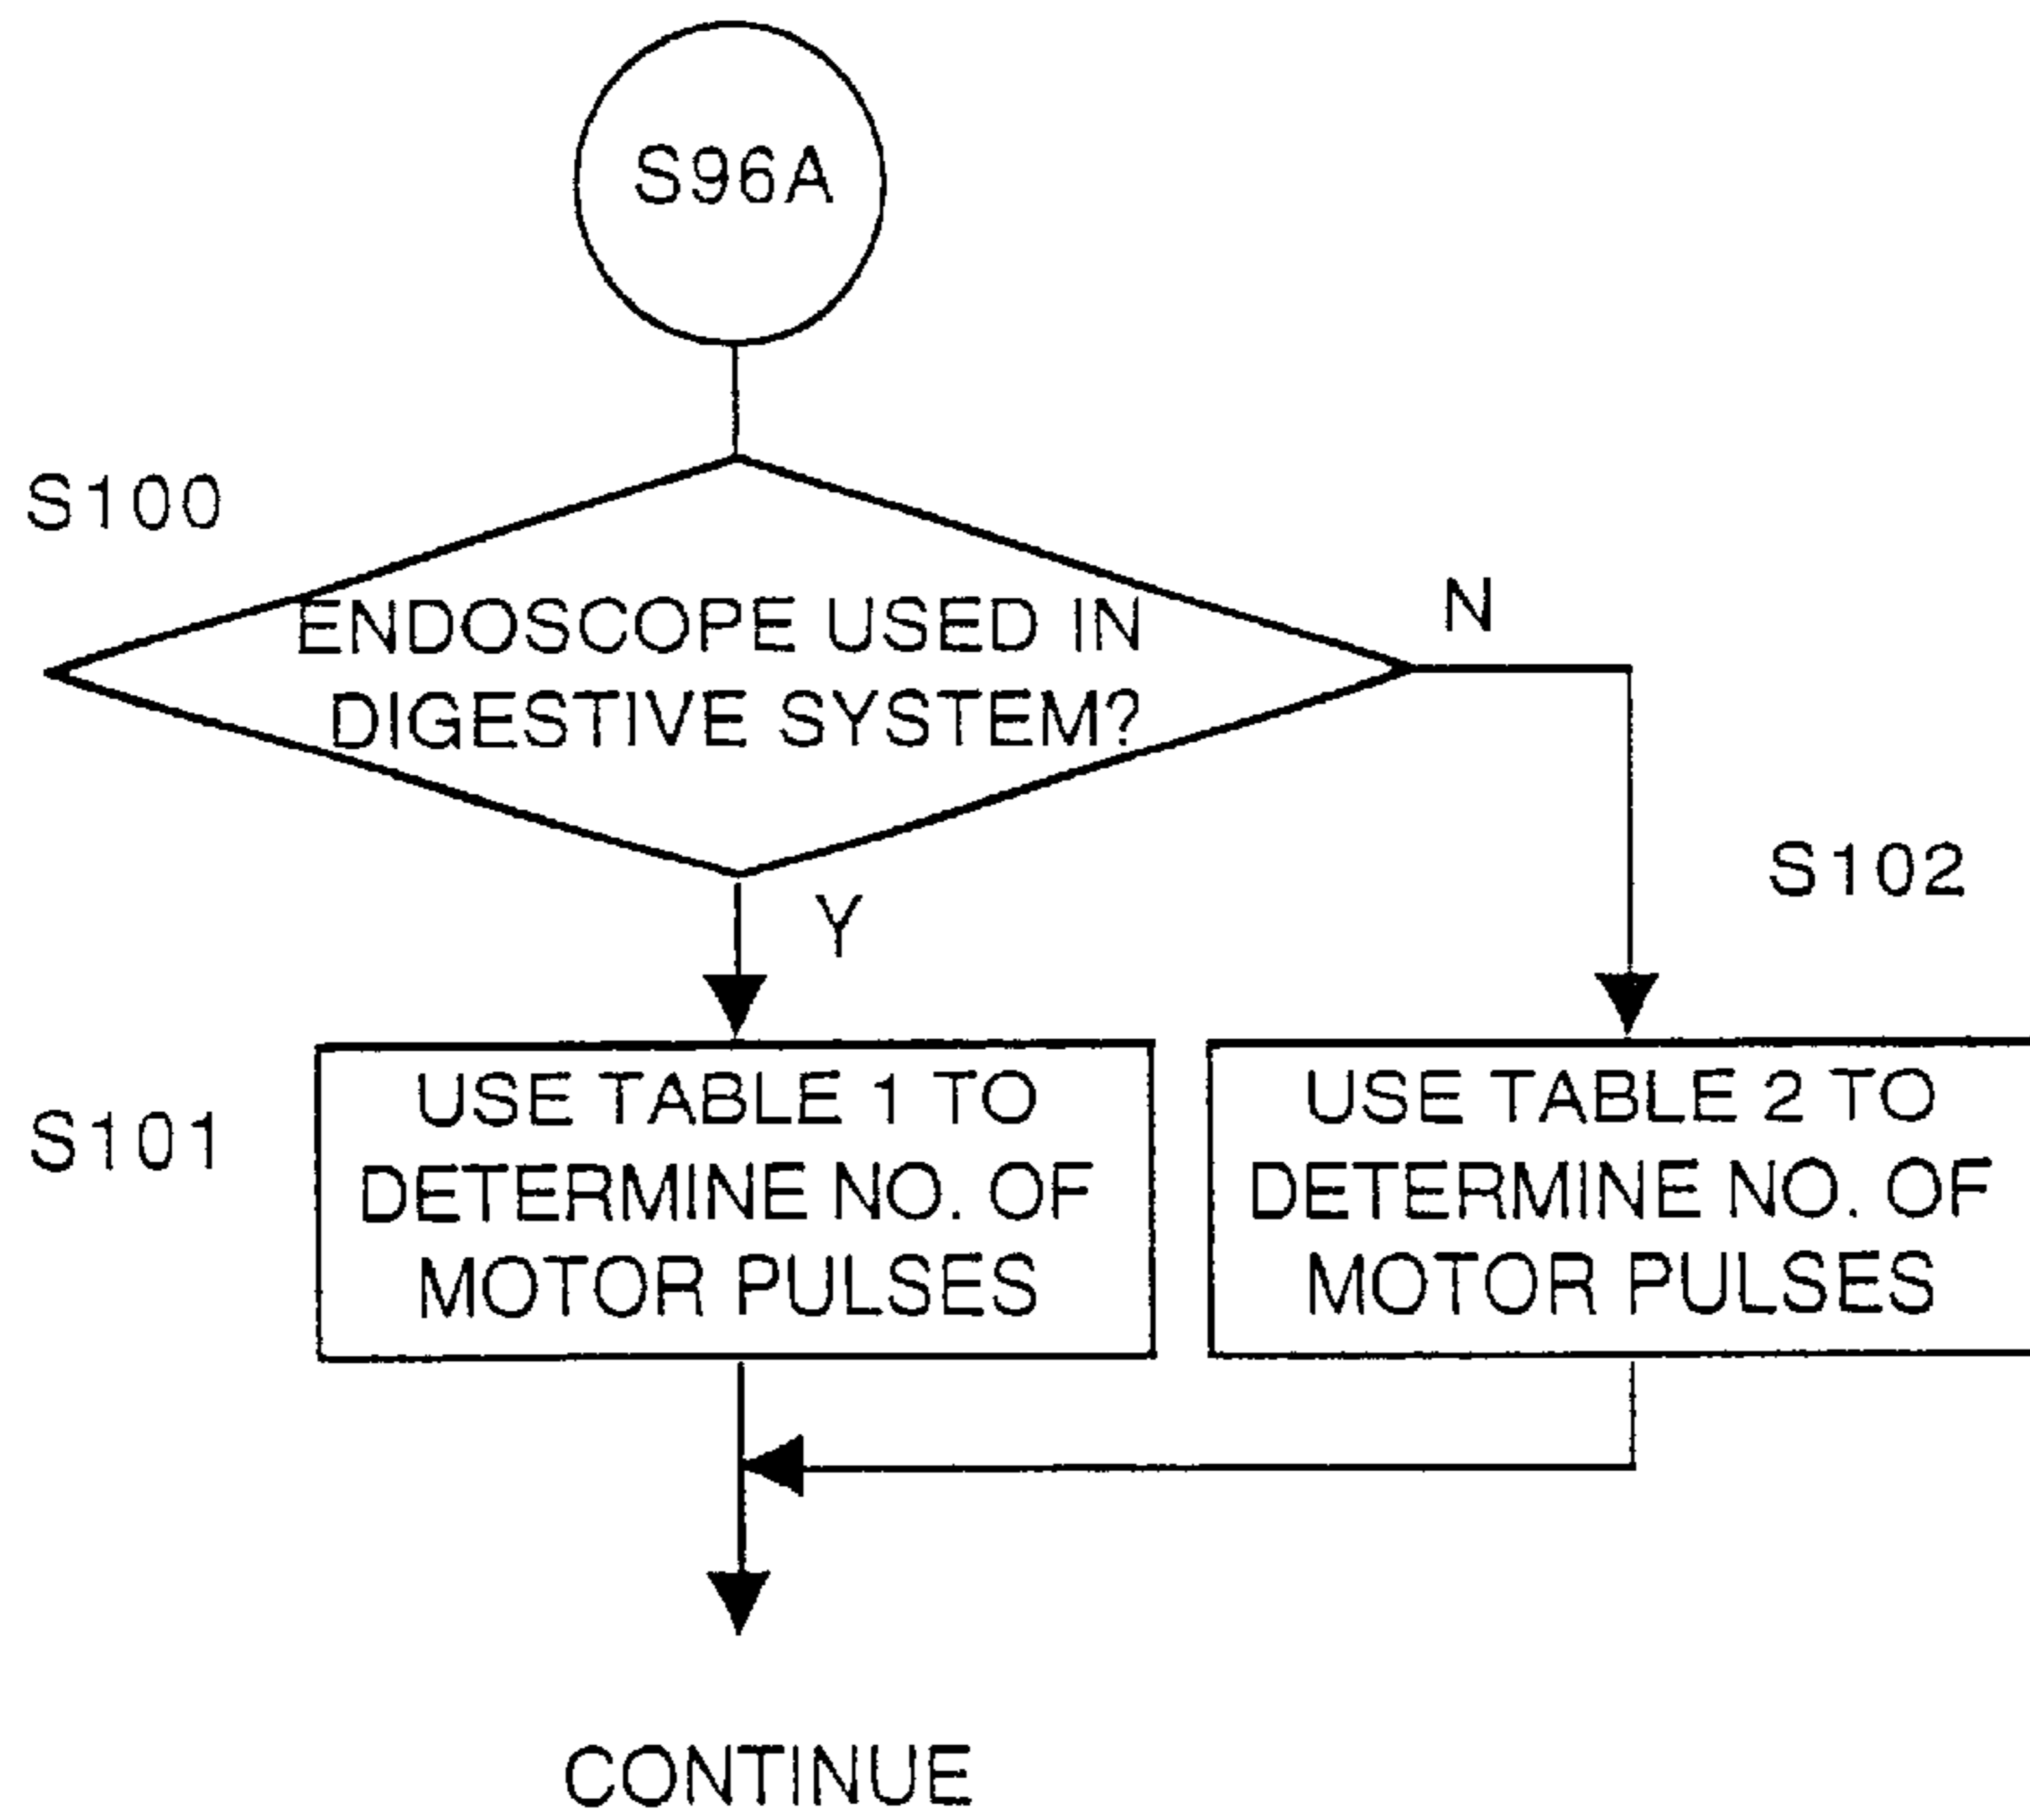 S96A
S100
ENDOSCOPE USED IN
DIGESTIVE SYSTEM?
N
Y
S102
S101
USE TABLE 1 TO
DETERMINE NO. OF
MOTOR PULSES
USE TABLE 2 TO
DETERMINE NO. OF
MOTOR PULSES
CONTINUE